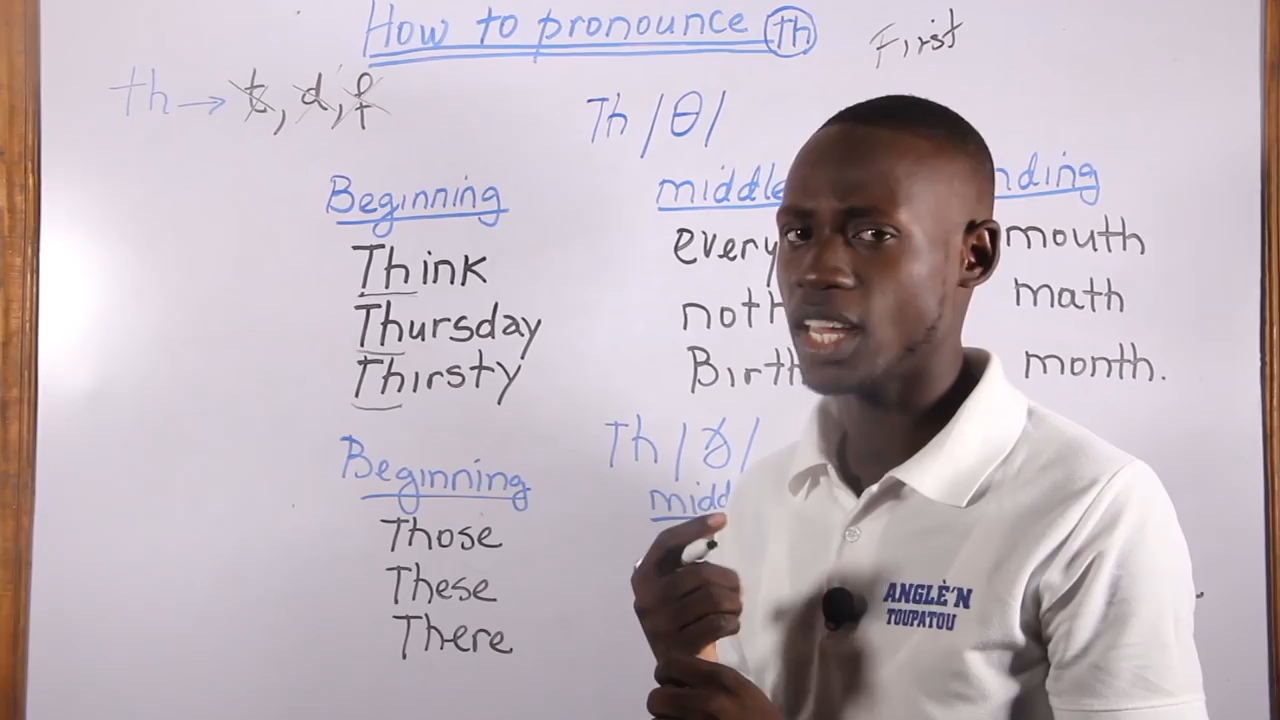 How to pronounce th
First
th → t, d, f
Th /θ/
Beginning
middle
nding
Think
every
mouth
Thursday
noth
math
Thirsty
Birth
month.
Th /ð/
Beginning
midd
Those
These
There
ANGLÈ'N
TOUPATOU